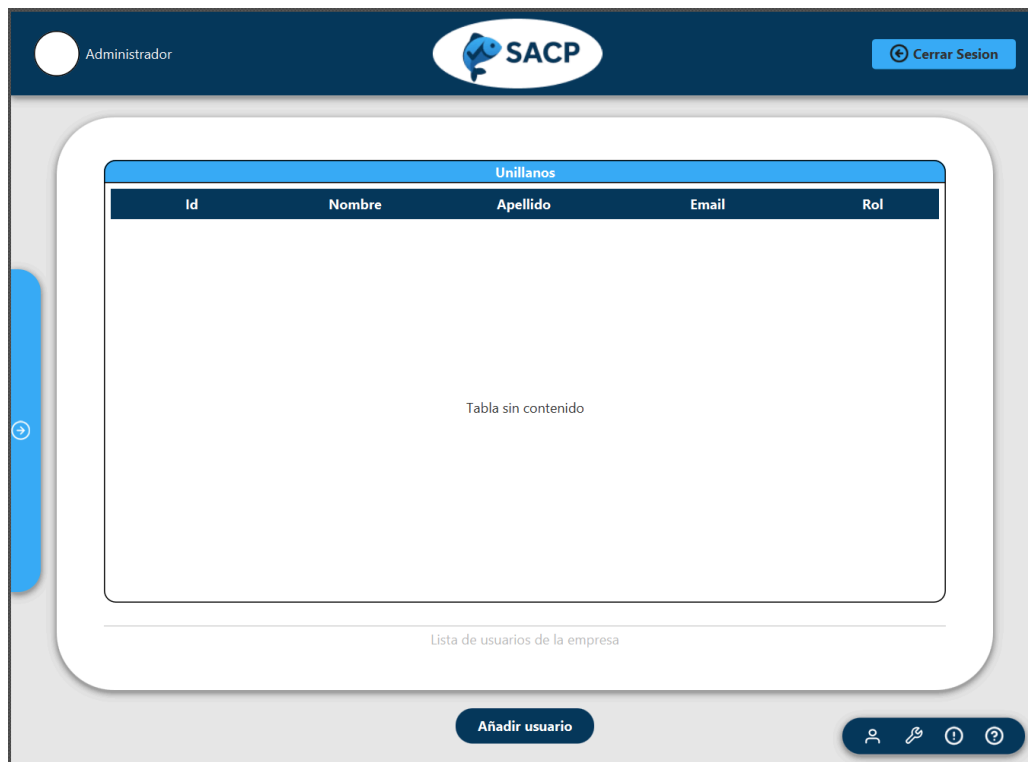 Administrador
SACP
Cerrar Sesion
Unillanos
Id Nombre Apellido Email Rol
Tabla sin contenido
Lista de usuarios de la empresa
Añadir usuario